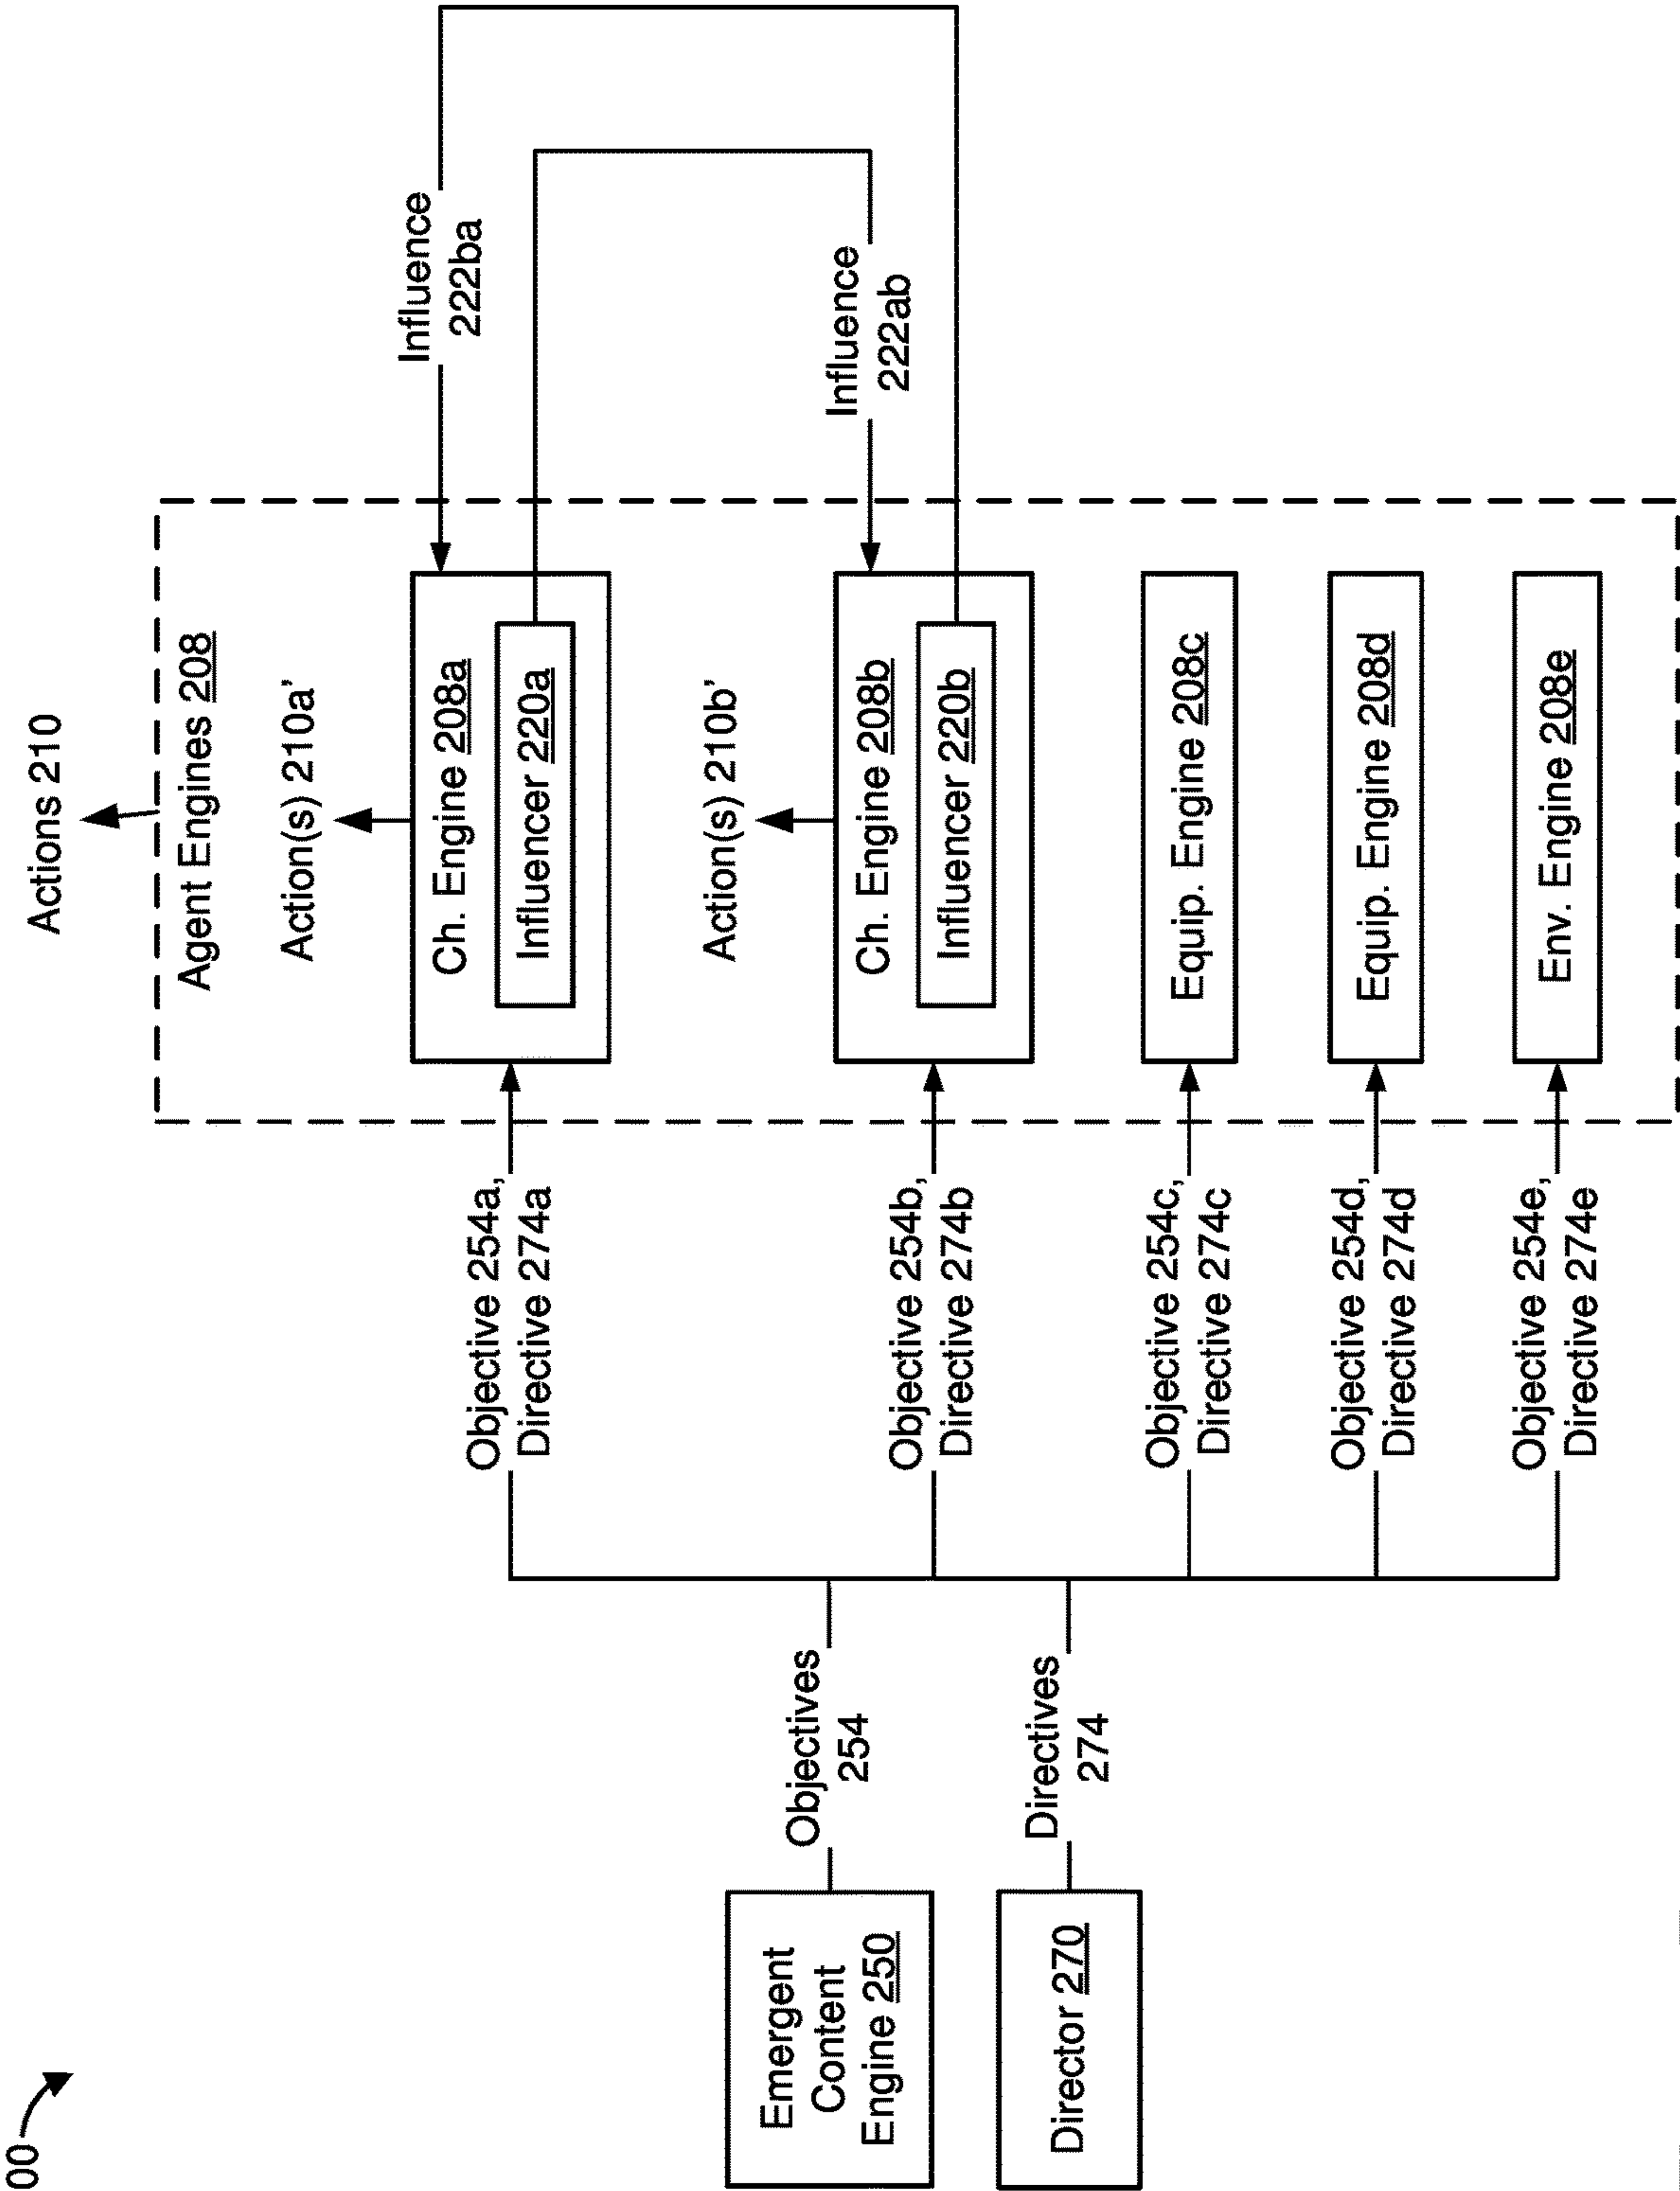 00
Actions 210
Agent Engines 208
Action(s) 210a’
Influence
222ba
Ch. Engine 208a
Influencer 220a
Objective 254a,
Directive 274a
Action(s) 210b’
Influence
222ab
Ch. Engine 208b
Influencer 220b
Objective 254b,
Directive 274b
Emergent
Content
Engine 250
Objectives
254
Director 270
Directives
274
Objective 254c,
Directive 274c
Equip. Engine 208c
Objective 254d,
Directive 274d
Equip. Engine 208d
Objective 254e,
Directive 274e
Env. Engine 208e